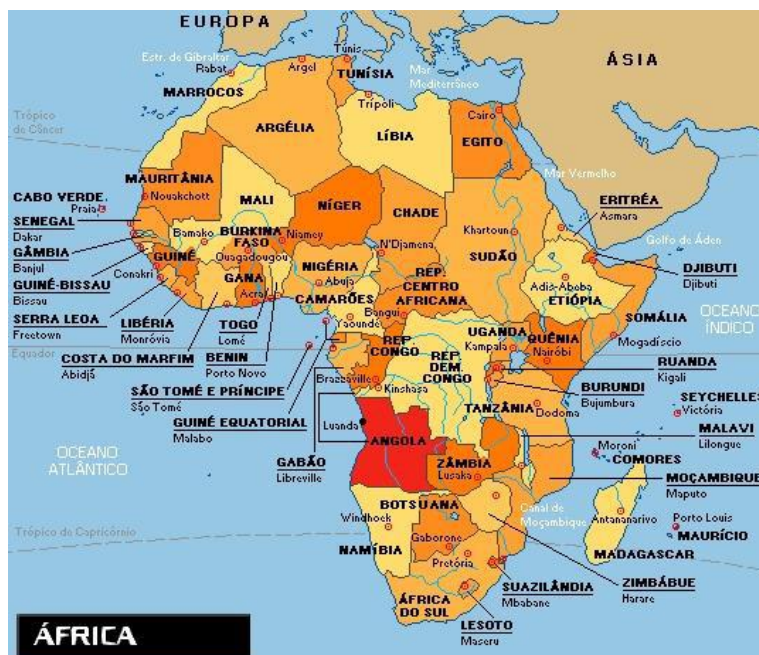 EUROPA
ÁSIA
Estr. de Gibraltar
Rabat
Argel
Túnis
TUNÍSIA
Mar
Mediterrâneo
MARROCOS
Trípoli
Cairo
Trópico
de Câncer
ARGÉLIA
LÍBIA
EGITO
Mar Vermelho
MAURITÂNIA
Nouakchott
MALI
NÍGER
CHADE
ERITRÉA
Asmara
CABO VERDE.
Praia
SENEGAL
Dakar
Bamako
BURKINA
FASO
Niamey
Khartoun
SUDÃO
Golfo de Áden
GÂMBIA
Banjul
GUINÉ
Ouagadougou
N'Djamena
DJIBUTI
Djibuti
GUINÉ-BISSAU
Bissau
Conakri
GANA
Acra
NIGÉRIA
Abuja
REP.
CENTRO
AFRICANA
Adis-Abeba
ETIÓPIA
SERRA LEOA
Freetown
LIBÉRIA
Monróvia
TOGO
Lomé
CAMARÕES
Yaoundé
Bangui
SOMÁLIA
OCEANO
ÍNDICO
Equador
COSTA DO MARFIM
Abidjã
BENIN
Porto Novo
REP.
CONGO
UGANDA
Kampala
QUÊNIA
Nairóbi
Mogadíscio
SÃO TOMÉ E PRÍNCIPE
São Tomé
Brazzaville
Kinshasa
REP.
DEM.
CONGO
RUANDA
Kigali
BURUNDI
Bujumbura
GUINÉ EQUATORIAL
Malabo
TANZÂNIA
Dodoma
SEYCHELLES
Victória
Luanda
ANGOLA
MALAVI
Lilongue
OCEANO
ATLÂNTICO
GABÃO
Libreville
ZÂMBIA
Lusaka
Moroni
COMORES
MOÇAMBIQUE
Maputo
BOTSUANA
Canal de
Moçambique
Antananarivo
Porto Louis
MAURÍCIO
Trópico de Capricórnio
Windhoek
NAMÍBIA
Gaborone
Pretória
MADAGASCAR
SUAZILÂNDIA
Mbabane
ZIMBÁBUE
Harare
ÁFRICA
DO SUL
LESOTO
Maseru
ÁFRICA